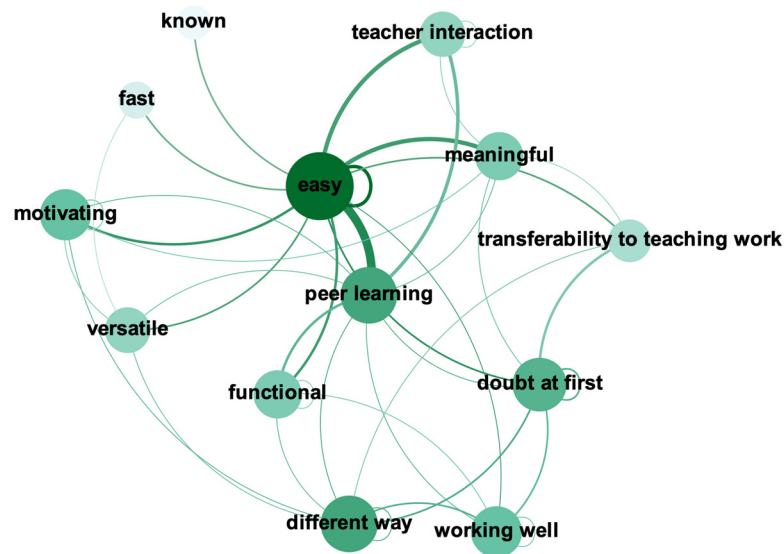 known
teacher interaction
fast
meaningful
easy
motivating
transferability to teaching work
peer learning
versatile
doubt at first
functional
different way
working well